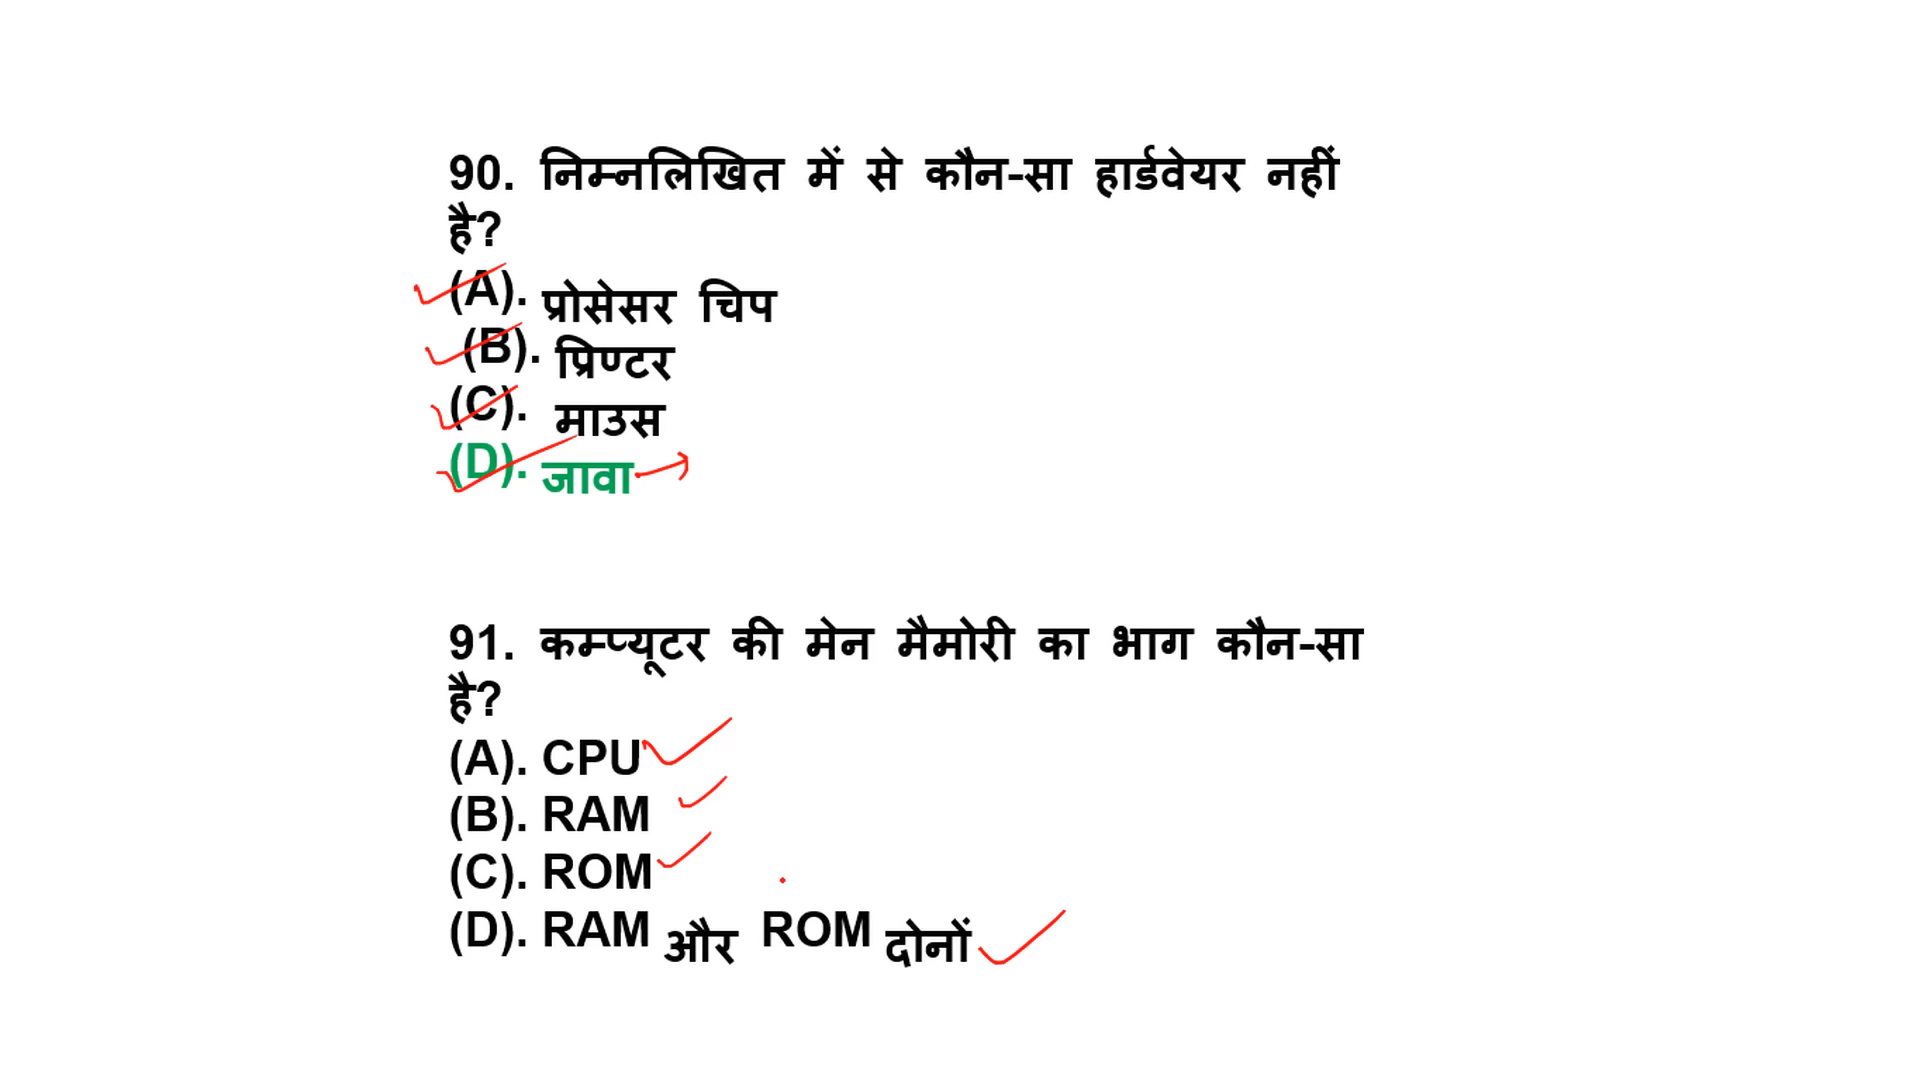 90. निम्नलिखित में से कौन-सा हार्डवेयर नहीं
है?
(A). प्रोसेसर चिप
(B). प्रिण्टर
(C). माउस
(D). जावा
91. कम्प्यूटर की मेन मैमोरी का भाग कौन-सा
है?
(A). CPU
(B). RAM
(C). ROM
(D). RAM और ROM दोनों